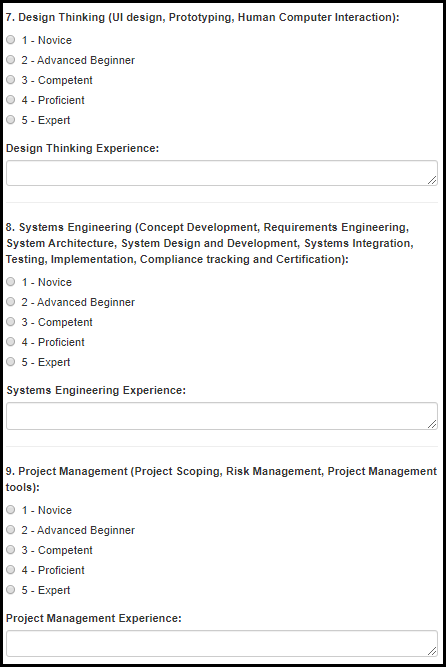 7. Design Thinking (UI design, Prototyping, Human Computer Interaction):
1 - Novice
2 - Advanced Beginner
3 - Competent
4 - Proficient
5 - Expert
Design Thinking Experience:
8. Systems Engineering (Concept Development, Requirements Engineering,
System Architecture, System Design and Development, Systems Integration,
Testing, Implementation, Compliance tracking and Certification):
1 - Novice
2 - Advanced Beginner
3 - Competent
4 - Proficient
5 - Expert
Systems Engineering Experience:
9. Project Management (Project Scoping, Risk Management, Project Management
tools):
1 - Novice
2 - Advanced Beginner
3 - Competent
4 - Proficient
5 - Expert
Project Management Experience: